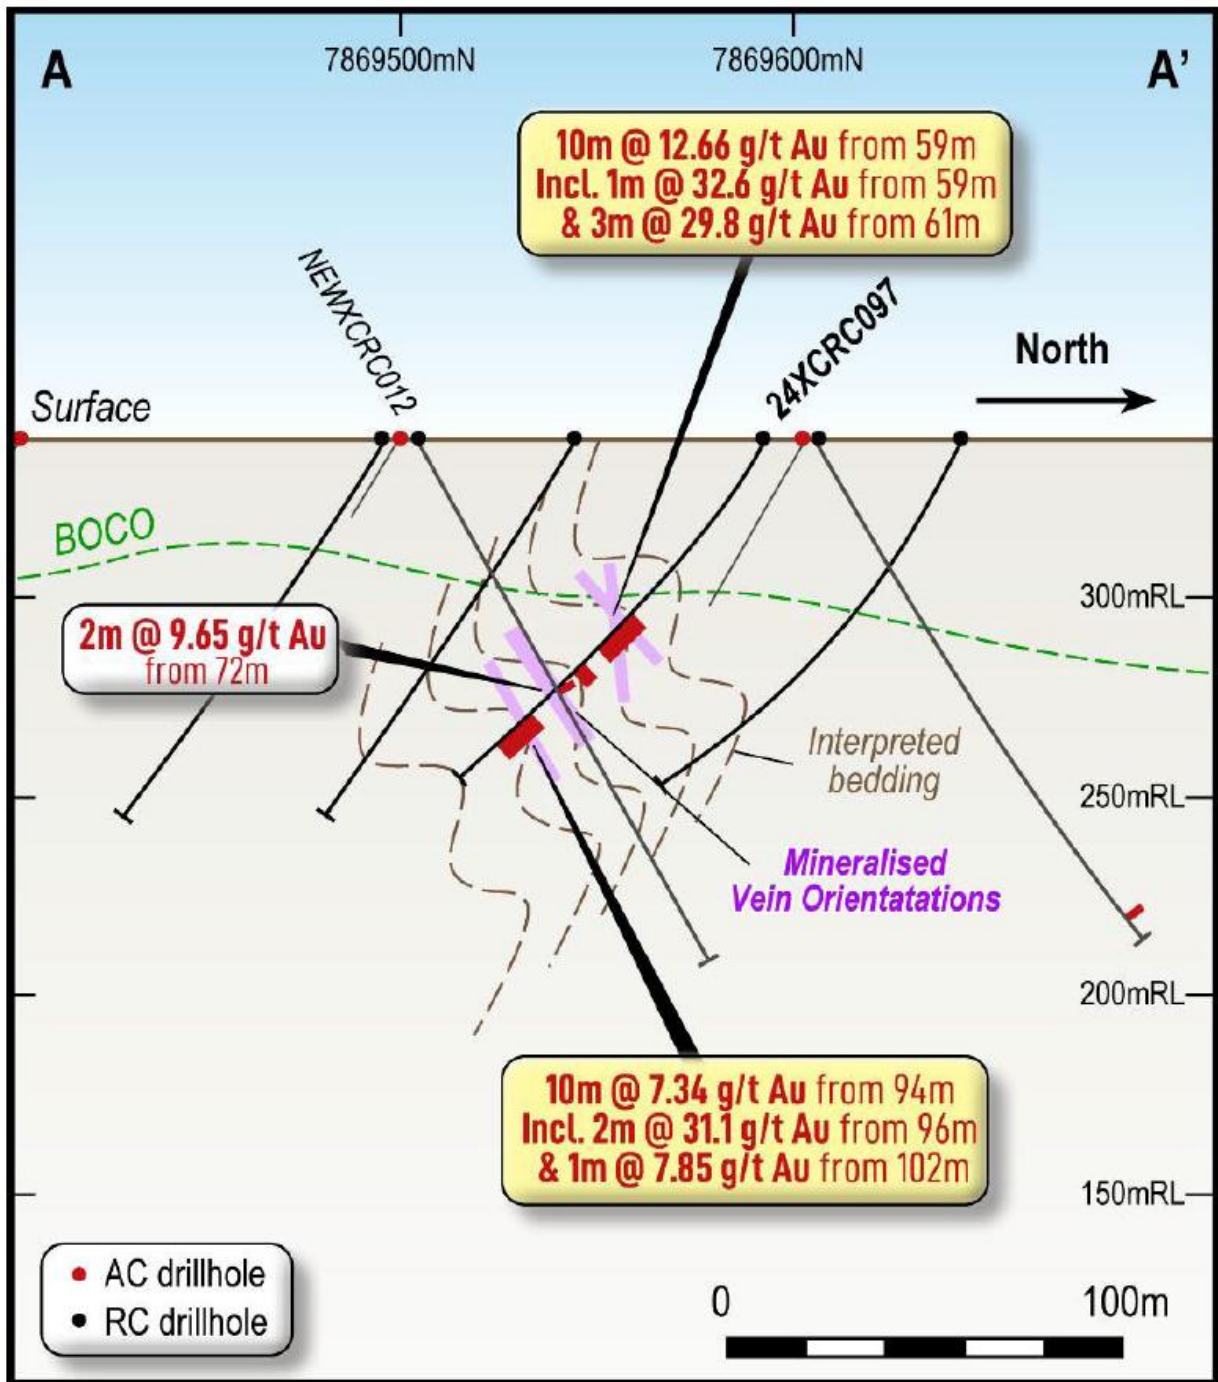 A
7869500mN
7869600mN
A’
10m @ 12.66 g/t Au from 59m
Incl. 1m @ 32.6 g/t Au from 59m
& 3m @ 29.8 g/t Au from 61m
NEWXCRC012
24XCRC097
North
Surface
BOCO
300mRL
2m @ 9.65 g/t Au
from 72m
Interpreted
bedding
250mRL
Mineralised
Vein Orientatations
200mRL
10m @ 7.34 g/t Au from 94m
Incl. 2m @ 31.1 g/t Au from 96m
& 1m @ 7.85 g/t Au from 102m
150mRL
AC drillhole
RC drillhole
0
100m